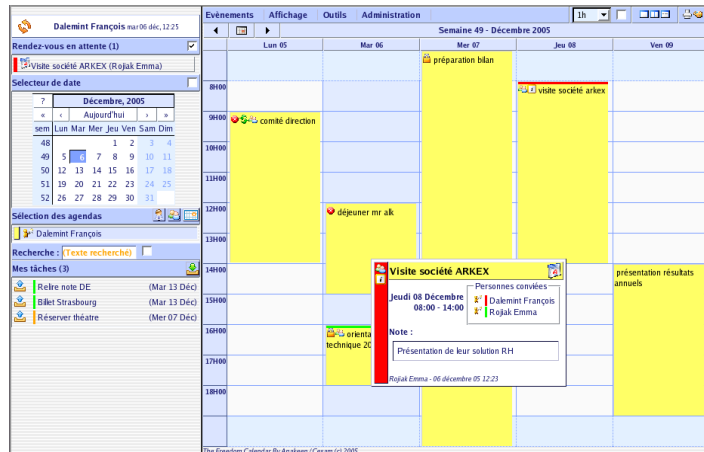 Dalemint François mar 06 déc, 12:25
Rendez-vous en attente (1)
Visite société ARKEX (Rojiak Emma)
Selecteur de date
? Décembre, 2005
« ‹ Aujourd'hui › »
sem Lun Mar Mer Jeu Ven Sam Dim
48 1 2 3 4
49 5 6 7 8 9 10 11
50 12 13 14 15 16 17 18
51 19 20 21 22 23 24 25
52 26 27 28 29 30 31
Sélection des agendas
Dalemint François
Recherche : (Texte recherché)
Mes tâches (3)
Relire note DE (Mar 13 Déc)
Billet Strasbourg (Mar 13 Déc)
Réserver théatre (Mer 07 Déc)
Evènements Affichage Outils Administration 1h
Semaine 49 - Décembre 2005
Lun 05 Mar 06 Mer 07 Jeu 08 Ven 09
préparation bilan
8H00
visite société arkex
9H00
comité direction
10H00
11H00
12H00
déjeuner mr alk
13H00
14H00
présentation résultats
annuels
15H00
16H00
orienta
technique 20
17H00
18H00
Visite société ARKEX
Jeudi 08 Décembre
08:00 - 14:00
Personnes conviées
Dalemint François
Rojiak Emma
Note :
Présentation de leur solution RH
Rojiak Emma - 06 décembre 05 12:23
The Freedom Calendar By Anakeen (Cesam (c) 2005